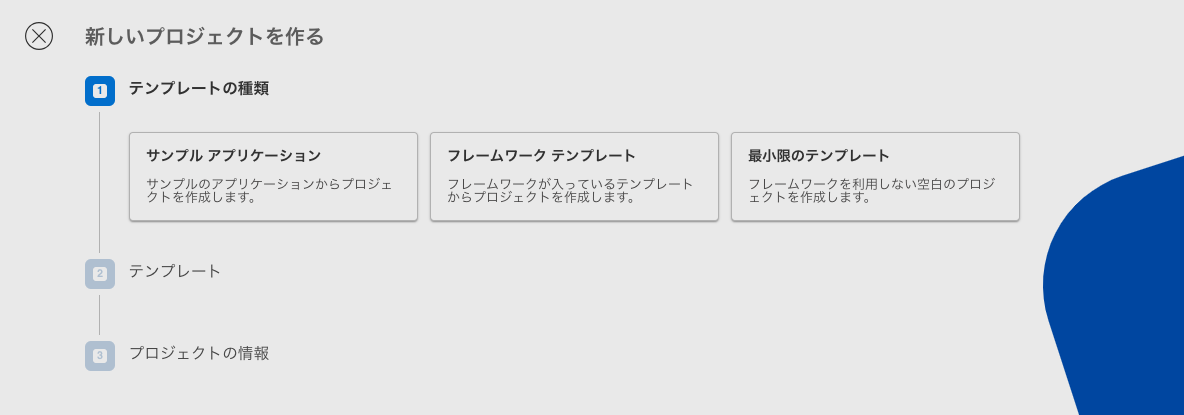 新しいプロジェクトを作る
1
テンプレートの種類
サンプル アプリケーション
サンプルのアプリケーションからプロジェ
クトを作成します。
フレームワーク テンプレート
フレームワークが入っているテンプレート
からプロジェクトを作成します。
最小限のテンプレート
フレームワークを利用しない空白のプロジ
ェクトを作成します。
2
テンプレート
3
プロジェクトの情報